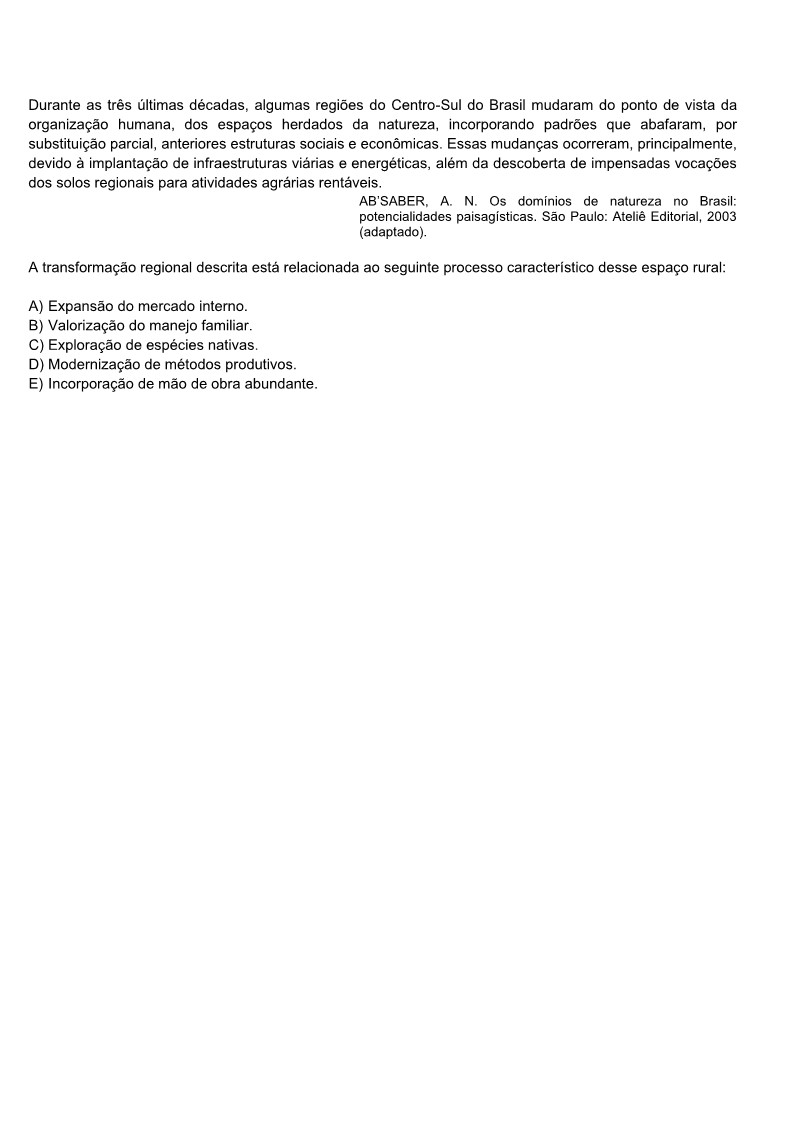 Durante as três últimas décadas, algumas regiões do Centro-Sul do Brasil mudaram do ponto de vista da
organização humana, dos espaços herdados da natureza, incorporando padrões que abafaram, por
substituição parcial, anteriores estruturas sociais e econômicas. Essas mudanças ocorreram, principalmente,
devido à implantação de infraestruturas viárias e energéticas, além da descoberta de impensadas vocações
dos solos regionais para atividades agrárias rentáveis.
AB’SABER, A. N. Os domínios de natureza no Brasil:
potencialidades paisagísticas. São Paulo: Ateliê Editorial, 2003
(adaptado).
A transformação regional descrita está relacionada ao seguinte processo característico desse espaço rural:
A) Expansão do mercado interno.
B) Valorização do manejo familiar.
C) Exploração de espécies nativas.
D) Modernização de métodos produtivos.
E) Incorporação de mão de obra abundante.